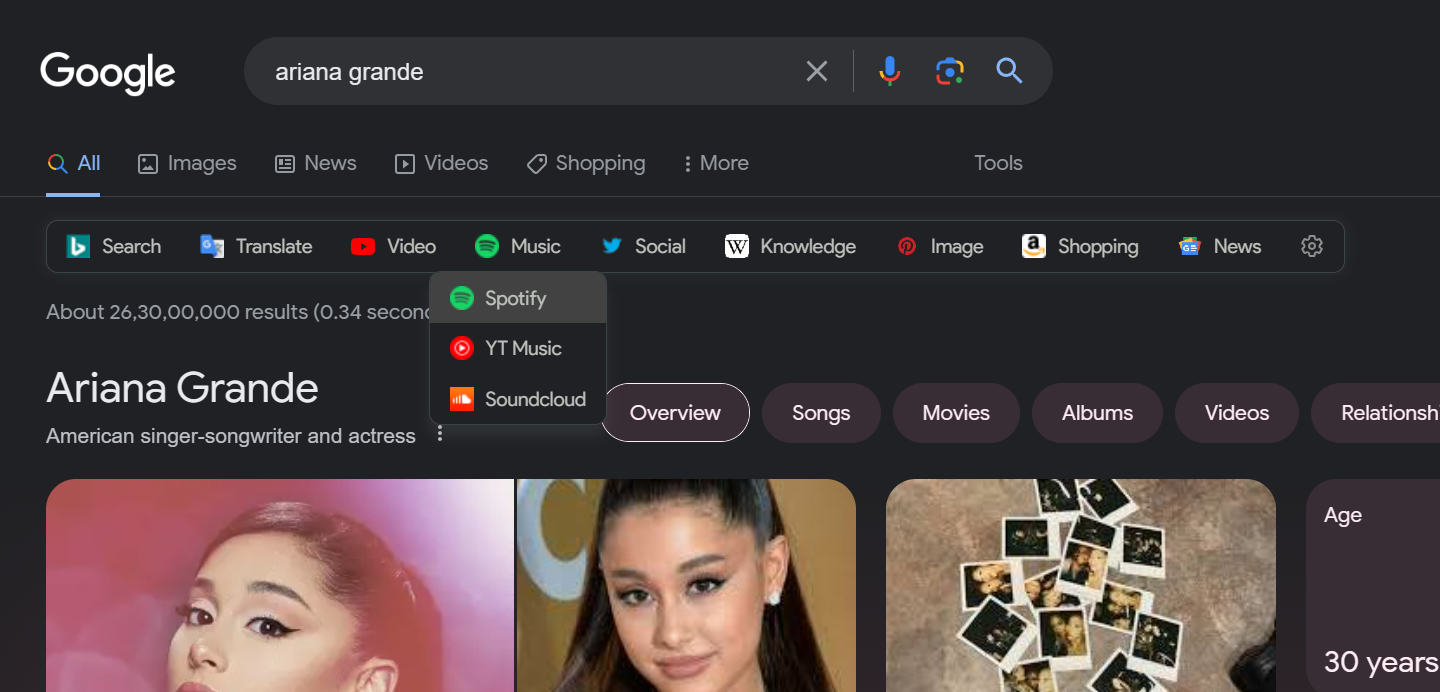 Google
ariana grande
All Images News Videos Shopping More Tools
Search Translate Video Music Social W Knowledge Image a Shopping News
Spotify
About 26,30,00,000 results (0.34
YT Music
Soundcloud
Ariana Grande
American singer-songwriter and actress
Overview Songs Movies Albums Videos
Age
30 years